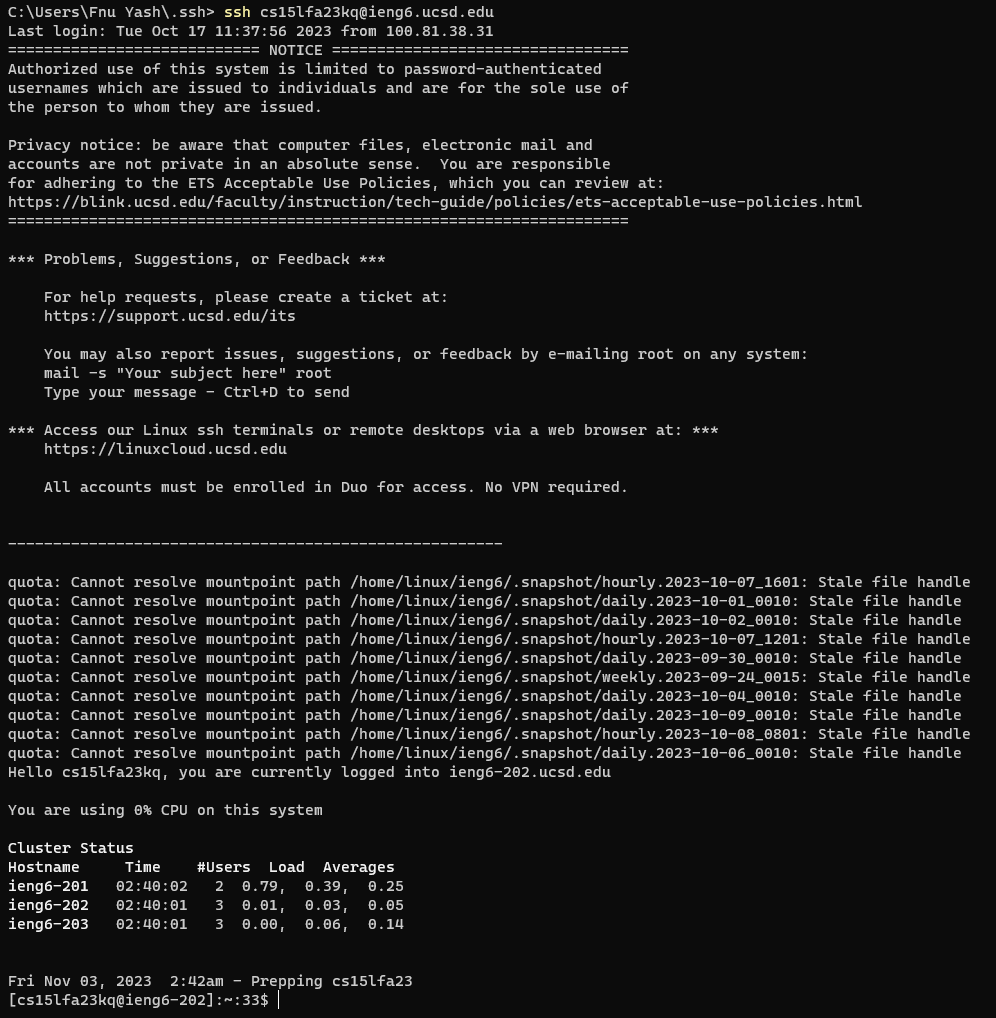 C:\Users\Fnu Yash\.ssh> ssh cs15lfa23kq@ieng6.ucsd.edu
Last login: Tue Oct 17 11:37:56 2023 from 100.81.38.31
============================ NOTICE =================================
Authorized use of this system is limited to password-authenticated
usernames which are issued to individuals and are for the sole use of
the person to whom they are issued.

Privacy notice: be aware that computer files, electronic mail and
accounts are not private in an absolute sense.  You are responsible
for adhering to the ETS Acceptable Use Policies, which you can review at:
https://blink.ucsd.edu/faculty/instruction/tech-guide/policies/ets-acceptable-use-policies.html
=====================================================================

*** Problems, Suggestions, or Feedback ***

    For help requests, please create a ticket at:
    https://support.ucsd.edu/its

    You may also report issues, suggestions, or feedback by e-mailing root on any system:
    mail -s "Your subject here" root
    Type your message - Ctrl+D to send

*** Access our Linux ssh terminals or remote desktops via a web browser at: ***
    https://linuxcloud.ucsd.edu

    All accounts must be enrolled in Duo for access. No VPN required.


-------------------------------------------------------

quota: Cannot resolve mountpoint path /home/linux/ieng6/.snapshot/hourly.2023-10-07_1601: Stale file handle
quota: Cannot resolve mountpoint path /home/linux/ieng6/.snapshot/daily.2023-10-01_0010: Stale file handle
quota: Cannot resolve mountpoint path /home/linux/ieng6/.snapshot/daily.2023-10-02_0010: Stale file handle
quota: Cannot resolve mountpoint path /home/linux/ieng6/.snapshot/hourly.2023-10-07_1201: Stale file handle
quota: Cannot resolve mountpoint path /home/linux/ieng6/.snapshot/daily.2023-09-30_0010: Stale file handle
quota: Cannot resolve mountpoint path /home/linux/ieng6/.snapshot/weekly.2023-09-24_0015: Stale file handle
quota: Cannot resolve mountpoint path /home/linux/ieng6/.snapshot/daily.2023-10-04_0010: Stale file handle
quota: Cannot resolve mountpoint path /home/linux/ieng6/.snapshot/daily.2023-10-09_0010: Stale file handle
quota: Cannot resolve mountpoint path /home/linux/ieng6/.snapshot/hourly.2023-10-08_0801: Stale file handle
quota: Cannot resolve mountpoint path /home/linux/ieng6/.snapshot/daily.2023-10-06_0010: Stale file handle
Hello cs15lfa23kq, you are currently logged into ieng6-202.ucsd.edu

You are using 0% CPU on this system

Cluster Status
Hostname     Time    #Users  Load  Averages
ieng6-201   02:40:02   2  0.79,  0.39,  0.25
ieng6-202   02:40:01   3  0.01,  0.03,  0.05
ieng6-203   02:40:01   3  0.00,  0.06,  0.14


Fri Nov 03, 2023  2:42am - Prepping cs15lfa23
[cs15lfa23kq@ieng6-202]:~:33$